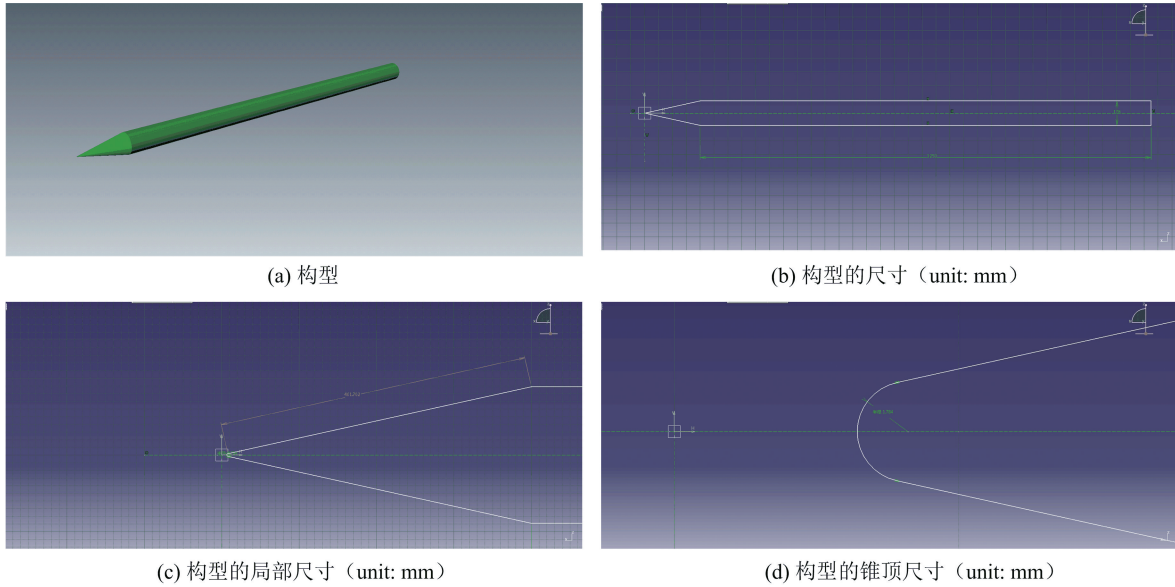 (a) 构型
(b) 构型的尺寸（unit: mm）
(c) 构型的局部尺寸（unit: mm）
(d) 构型的锥顶尺寸（unit: mm）